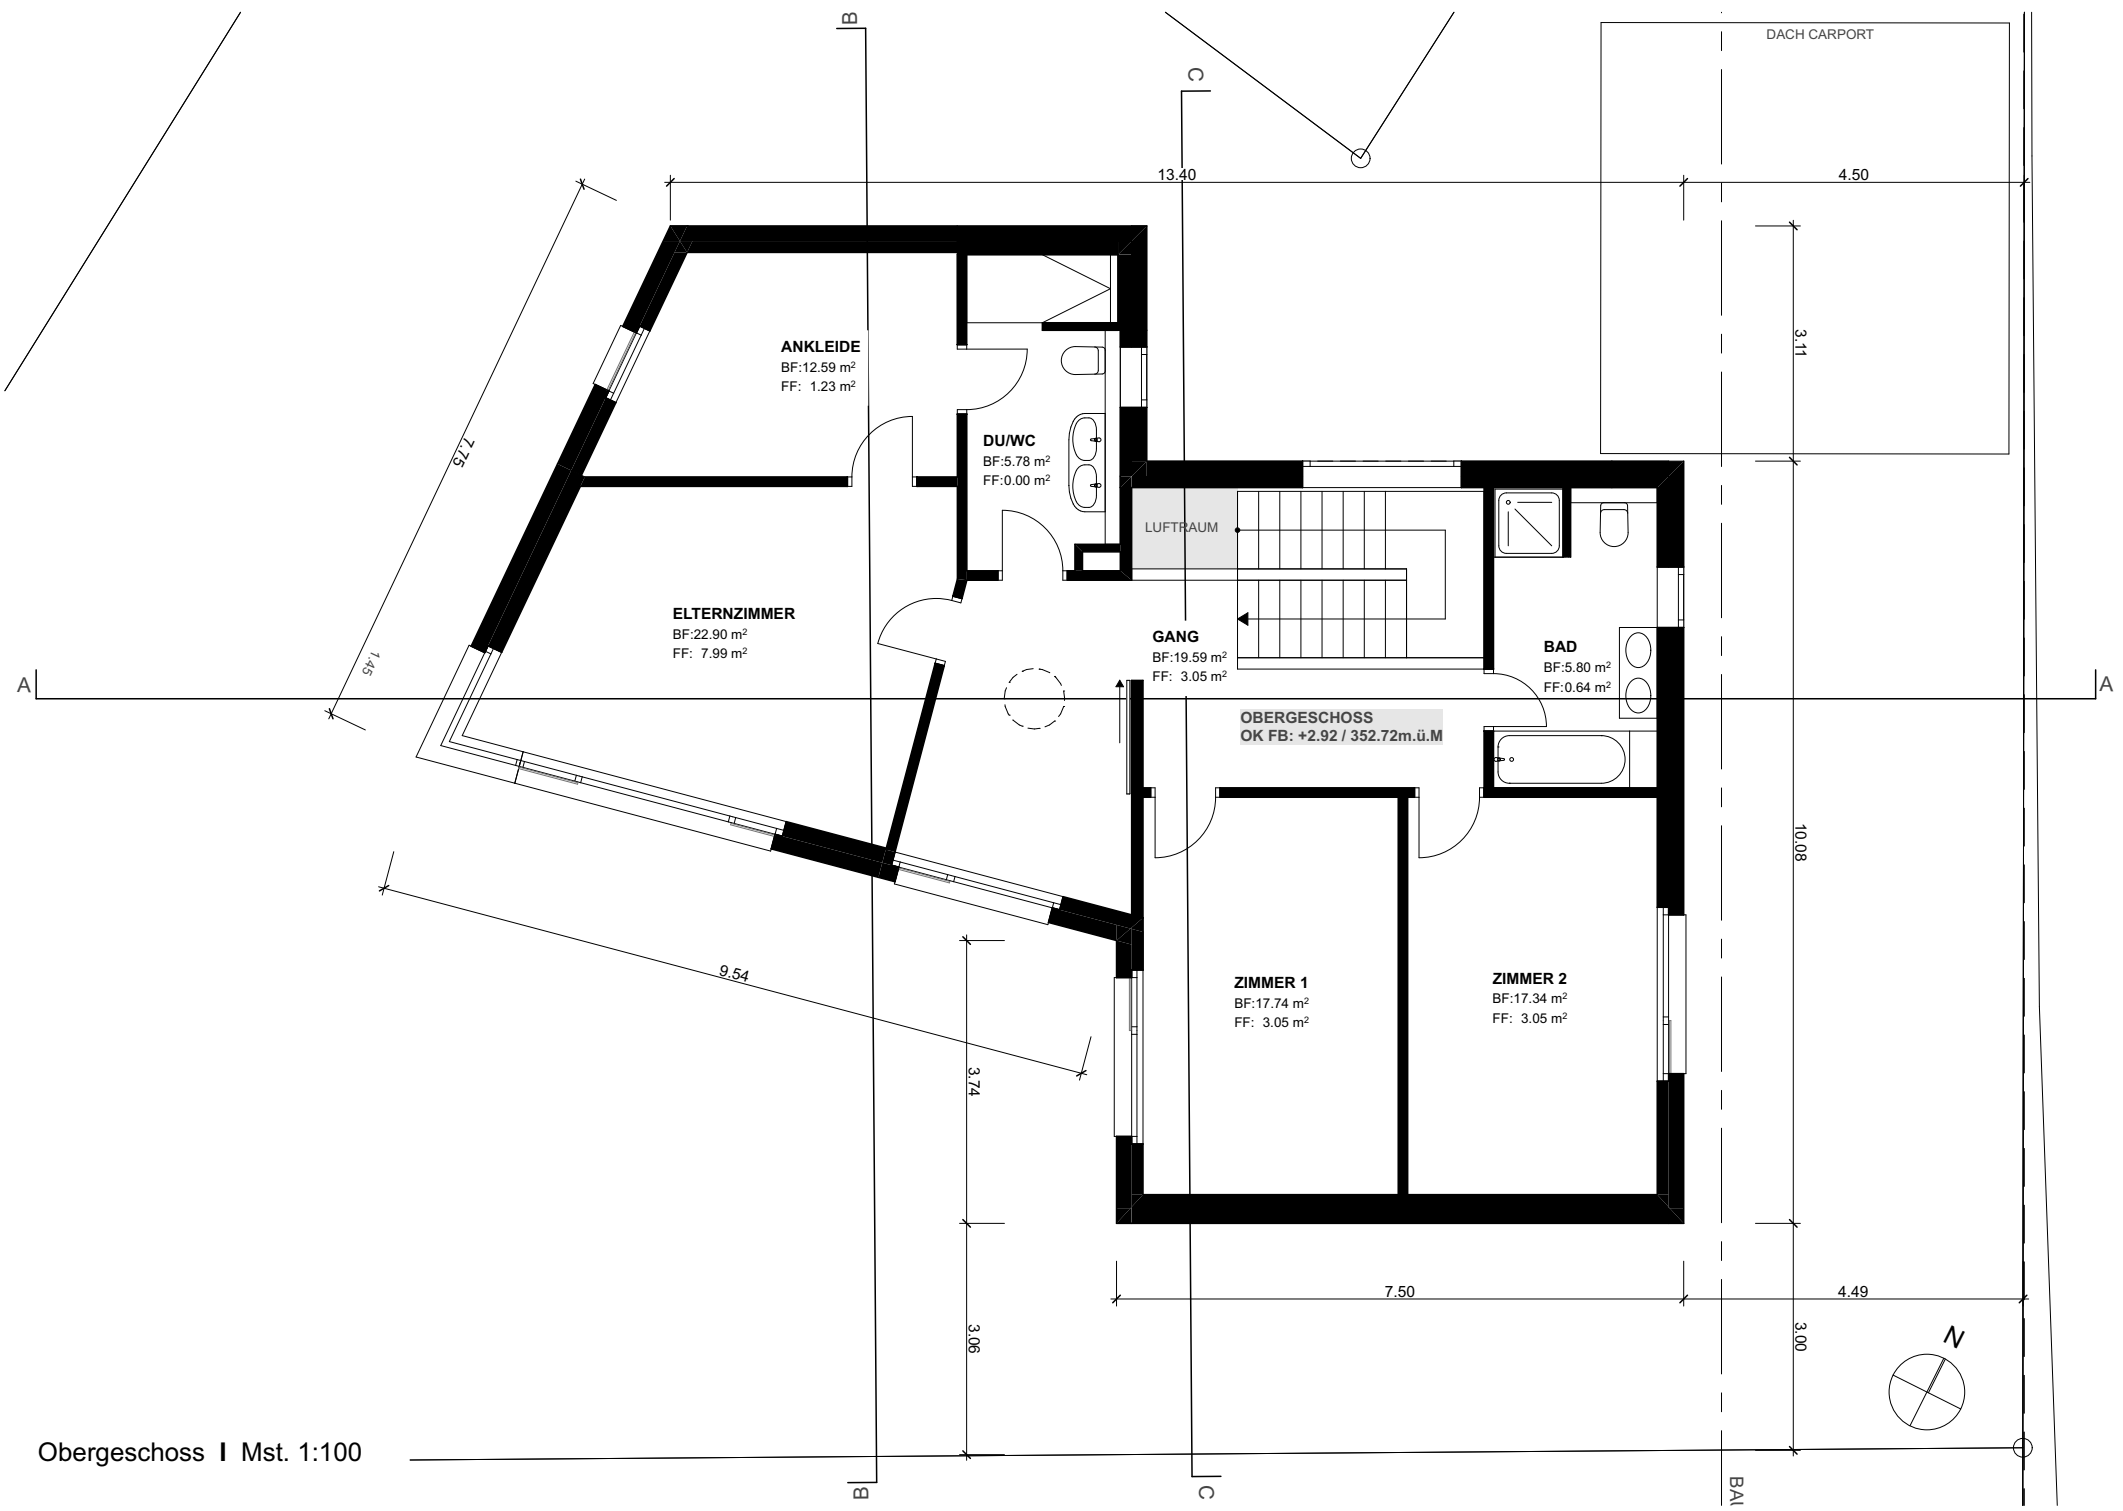 B
C
DACH CARPORT
13.40
4.50
3.11
ANKLEIDE
BF:12.59 m²
FF: 1.23 m²
7.75
DU/WC
BF:5.78 m²
FF:0.00 m²
LUFTRAUM
ELTERNZIMMER
BF:22.90 m²
FF: 7.99 m²
GANG
BF:19.59 m²
FF: 3.05 m²
BAD
BF:5.80 m²
FF:0.64 m²
1.45
A
A
OBERGESCHOSS
OK FB: +2.92 / 352.72m.ü.M
10.08
9.54
ZIMMER 1
BF:17.74 m²
FF: 3.05 m²
ZIMMER 2
BF:17.34 m²
FF: 3.05 m²
3.74
7.50
4.49
3.06
3.00
N
Obergeschoss I Mst. 1:100
B
C